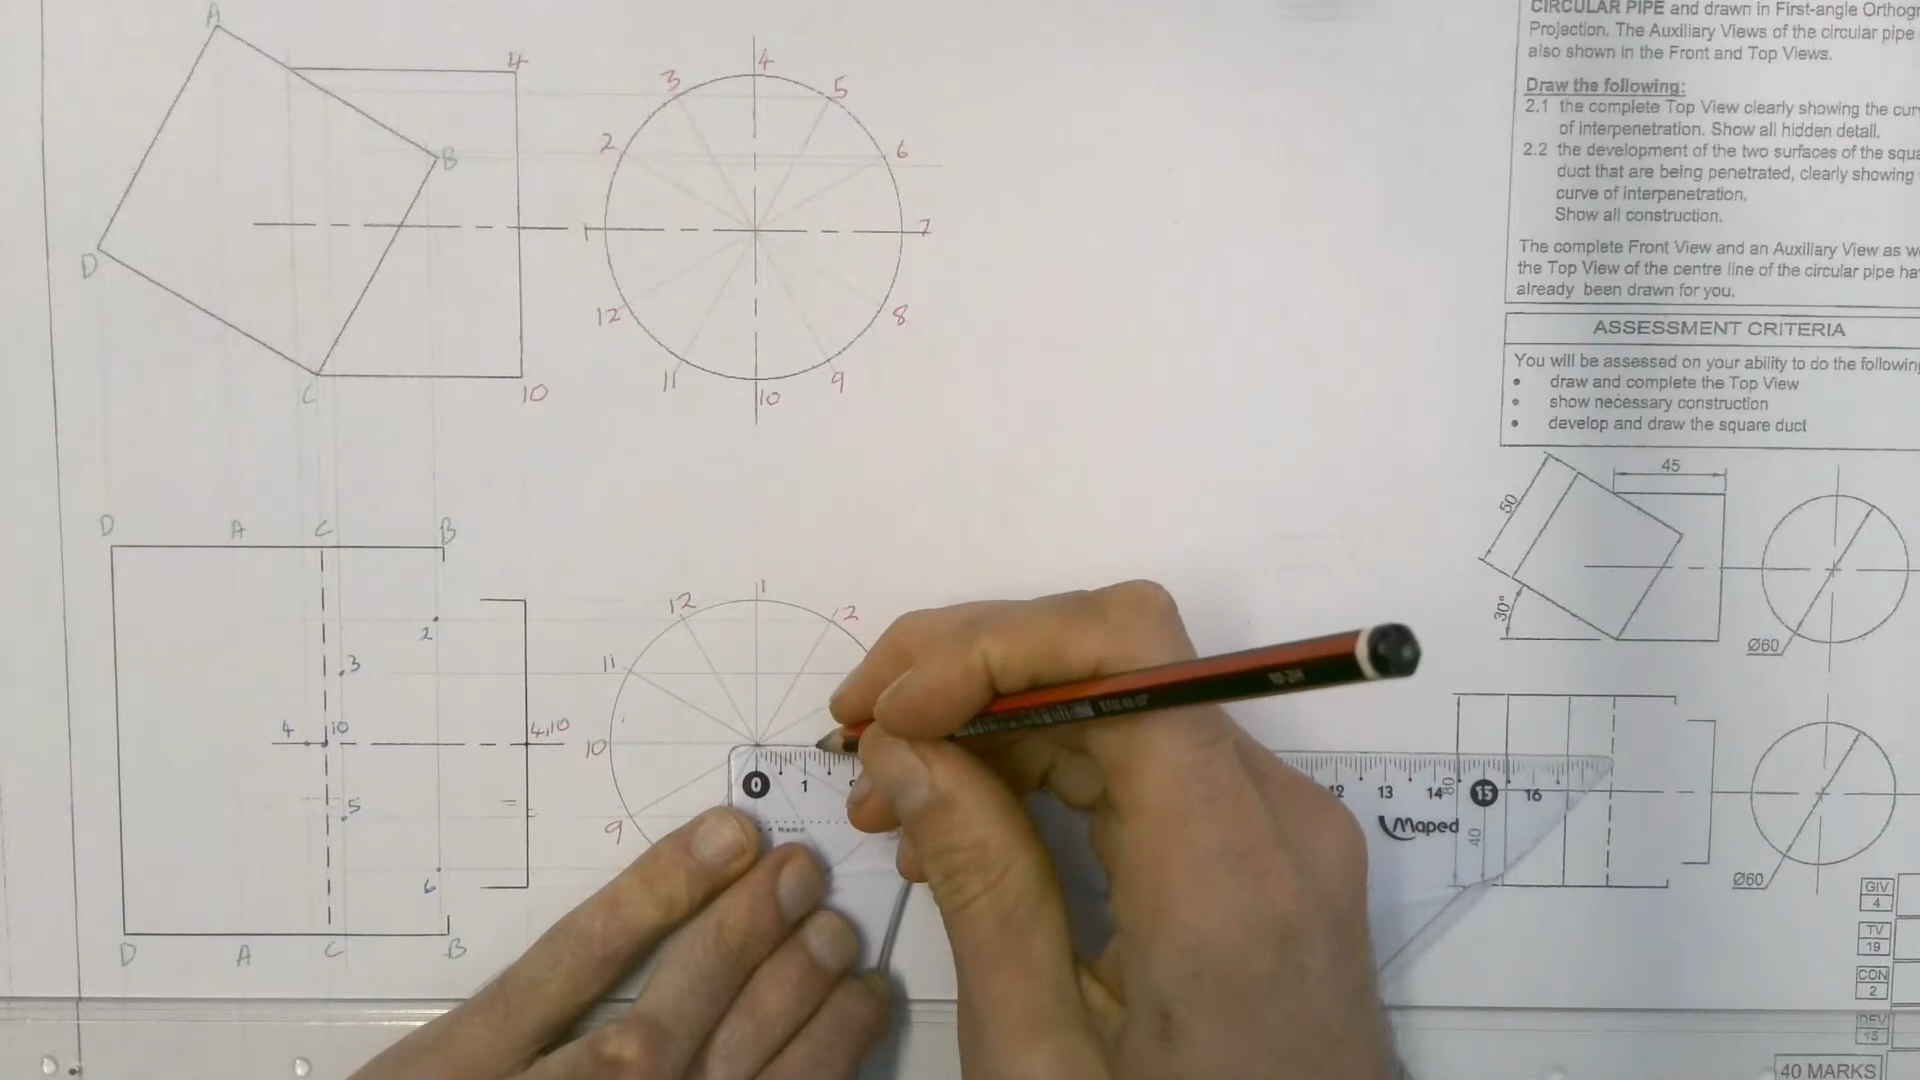 A
4
B
D
C
10
4
3
5
2
6
1
7
12
8
11
9
10
D
A
C
B
2
3
4
10
4,10
5
6
D
A
C
B
1
12
2
11
10
9
0
1
12
13
14
15
16
Maped
CIRCULAR PIPE and drawn in First-angle
Projection. The Auxiliary Views of the circular pipe
also shown in the Front and Top Views.
Draw the following:
2.1 the complete Top View clearly showing the
of interpenetration. Show all hidden detail.
2.2 the development of the two surfaces of the
duct that are being penetrated, clearly showing
curve of interpenetration.
Show all construction.
The complete Front View and an Auxiliary View as
the Top View of the centre line of the circular pipe
already been drawn for you.
ASSESSMENT CRITERIA
You will be assessed on your ability to do the
• draw and complete the Top View
• show necessary construction
• develop and draw the square duct
45
50
30°
Ø60
80
40
Ø60
GIV
4
TV
19
CON
2
DEV
15
40 MARKS